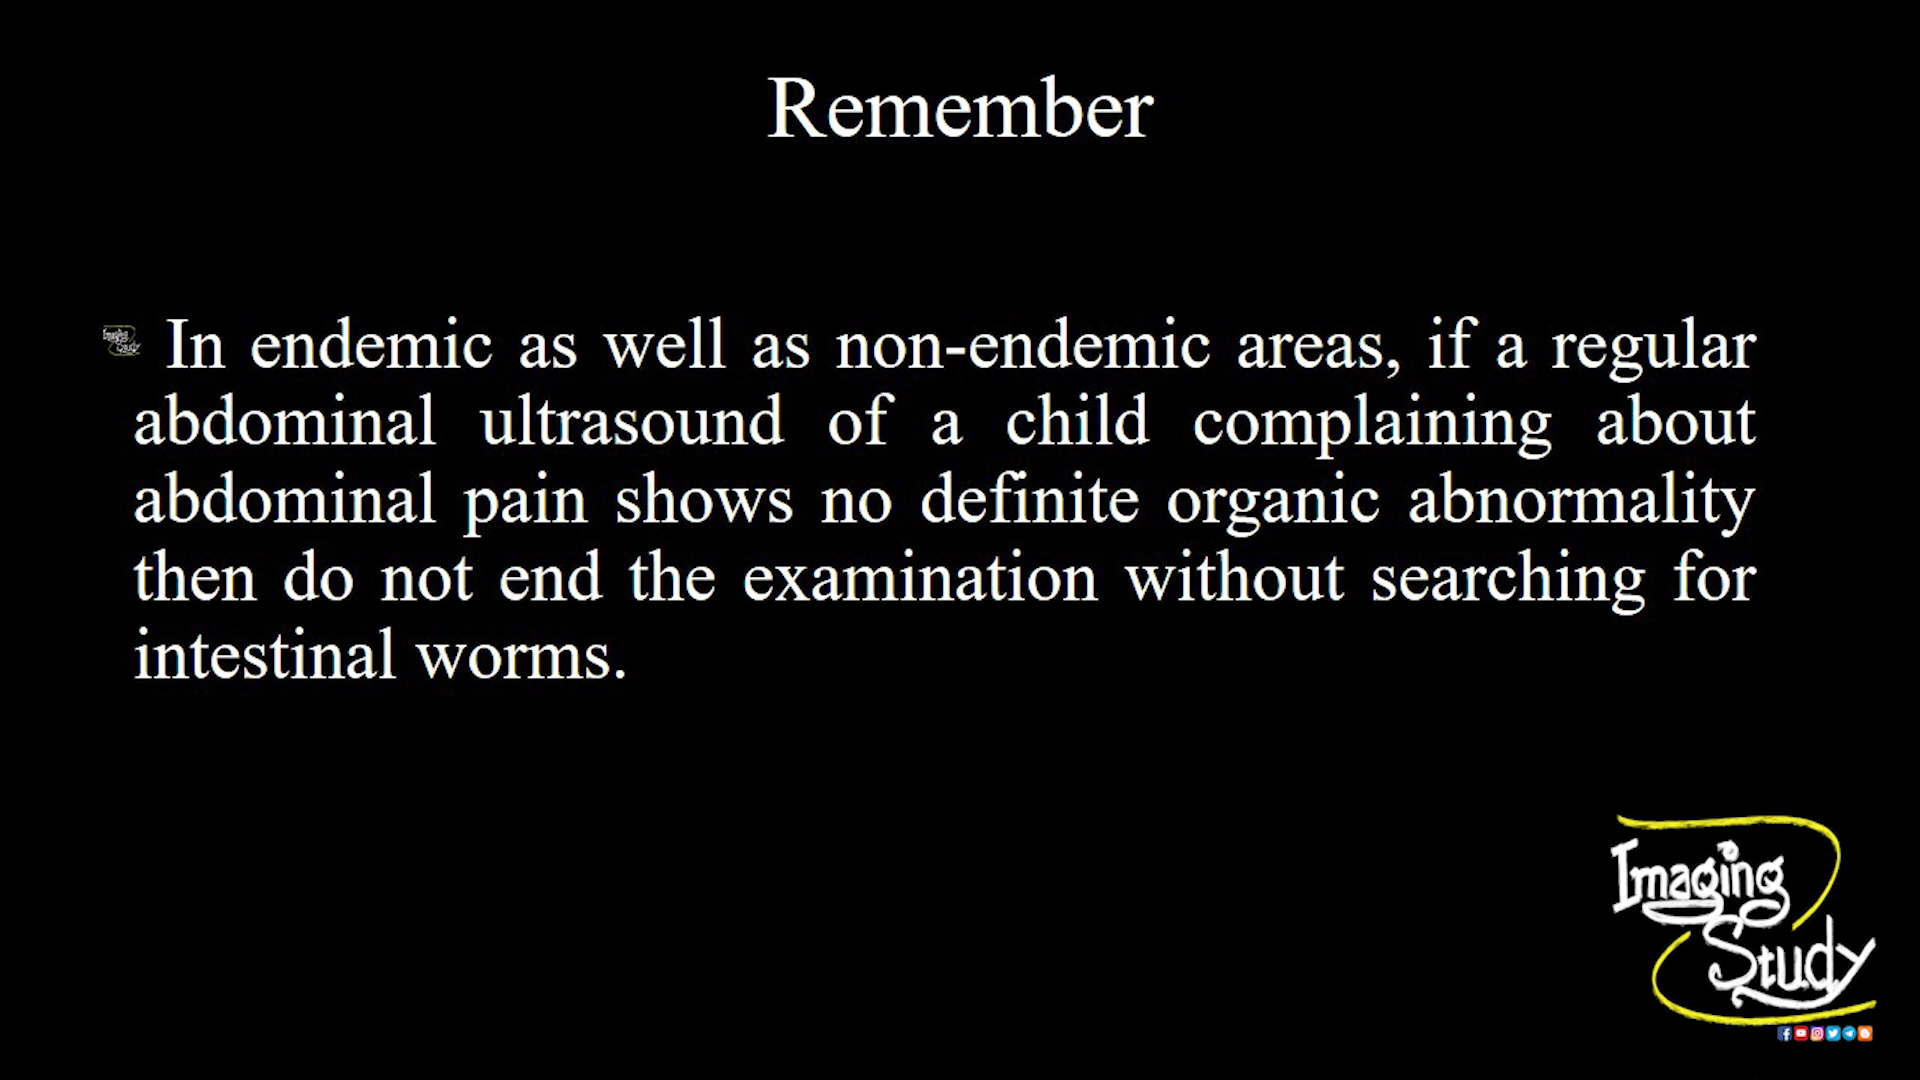 Remember
In endemic as well as non-endemic areas, if a regular
abdominal ultrasound of a child complaining about
abdominal pain shows no definite organic abnormality
then do not end the examination without searching for
intestinal worms.
Imaging
Study